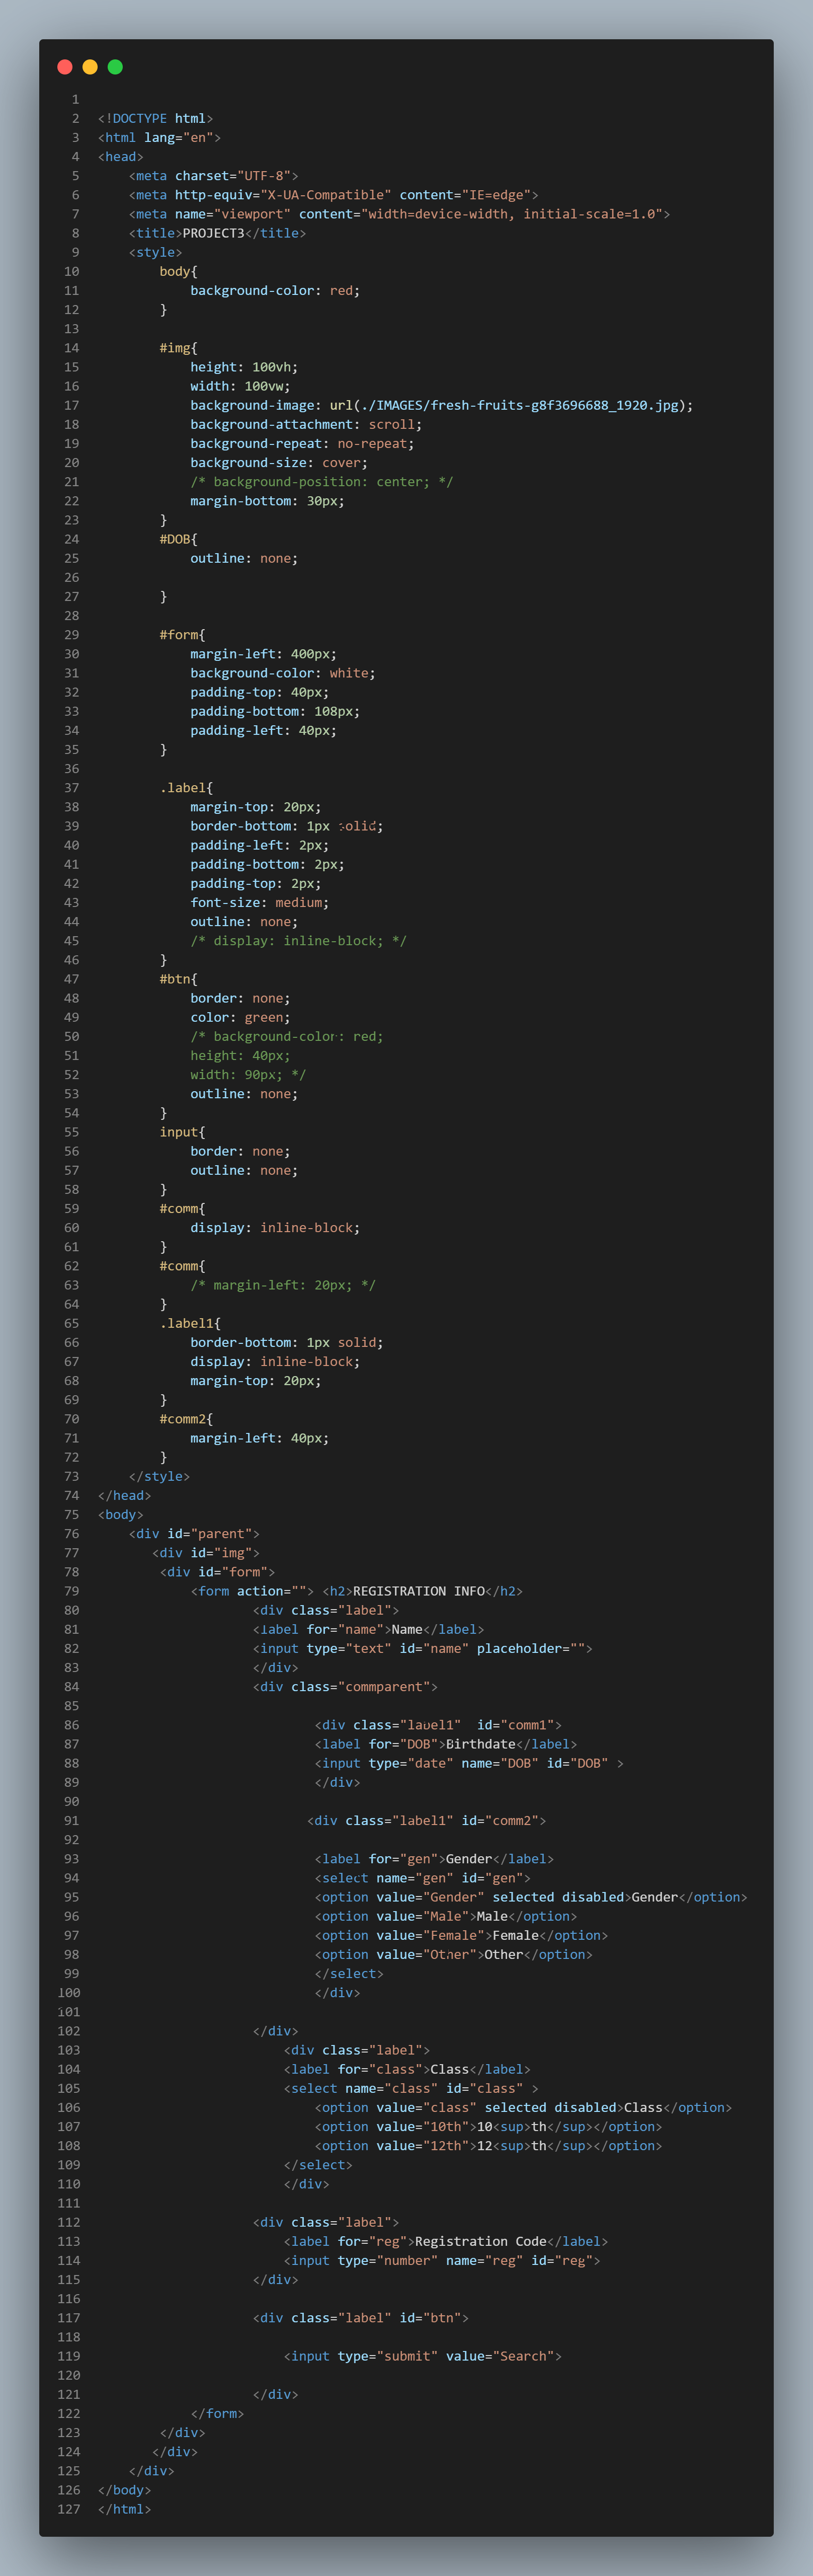 1
2 <!DOCTYPE html>
3 <html lang="en">
4 <head>
5     <meta charset="UTF-8">
6     <meta http-equiv="X-UA-Compatible" content="IE=edge">
7     <meta name="viewport" content="width=device-width, initial-scale=1.0">
8     <title>PROJECT3</title>
9     <style>
10         body{
11             background-color: red;
12         }
13
14         #img{
15             height: 100vh;
16             width: 100vw;
17             background-image: url(./IMAGES/fresh-fruits-g8f3696688_1920.jpg);
18             background-attachment: scroll;
19             background-repeat: no-repeat;
20             background-size: cover;
21             /* background-position: center; */
22             margin-bottom: 30px;
23         }
24         #DOB{
25             outline: none;
26
27         }
28
29         #form{
30             margin-left: 400px;
31             background-color: white;
32             padding-top: 40px;
33             padding-bottom: 108px;
34             padding-left: 40px;
35         }
36
37         .label{
38             margin-top: 20px;
39             border-bottom: 1px solid;
40             padding-left: 2px;
41             padding-bottom: 2px;
42             padding-top: 2px;
43             font-size: medium;
44             outline: none;
45             /* display: inline-block; */
46         }
47         #btn{
48             border: none;
49             color: green;
50             /* background-color: red;
51             height: 40px;
52             width: 90px; */
53             outline: none;
54         }
55         input{
56             border: none;
57             outline: none;
58         }
59         #comm{
60             display: inline-block;
61         }
62         #comm{
63             /* margin-left: 20px; */
64         }
65         .label1{
66             border-bottom: 1px solid;
67             display: inline-block;
68             margin-top: 20px;
69         }
70         #comm2{
71             margin-left: 40px;
72         }
73     </style>
74 </head>
75 <body>
76     <div id="parent">
77        <div id="img">
78         <div id="form">
79             <form action=""> <h2>REGISTRATION INFO</h2>
80                     <div class="label">
81                     <label for="name">Name</label>
82                     <input type="text" id="name" placeholder="">
83                     </div>
84                     <div class="commparent">
85
86                             <div class="label1"  id="comm1">
87                             <label for="DOB">Birthdate</label>
88                             <input type="date" name="DOB" id="DOB" >
89                             </div>
90
91                            <div class="label1" id="comm2">
92
93                             <label for="gen">Gender</label>
94                             <select name="gen" id="gen">
95                             <option value="Gender" selected disabled>Gender</option>
96                             <option value="Male">Male</option>
97                             <option value="Female">Female</option>
98                             <option value="Other">Other</option>
99                             </select>
100                             </div>
101
102                     </div>
103                         <div class="label">
104                         <label for="class">Class</label>
105                         <select name="class" id="class" >
106                             <option value="class" selected disabled>Class</option>
107                             <option value="10th">10<sup>th</sup></option>
108                             <option value="12th">12<sup>th</sup></option>
109                         </select>
110                         </div>
111
112                     <div class="label">
113                         <label for="reg">Registration Code</label>
114                         <input type="number" name="reg" id="reg">
115                     </div>
116
117                     <div class="label" id="btn">
118
119                         <input type="submit" value="Search">
120
121                     </div>
122             </form>
123         </div>
124        </div>
125     </div>
126 </body>
127 </html>